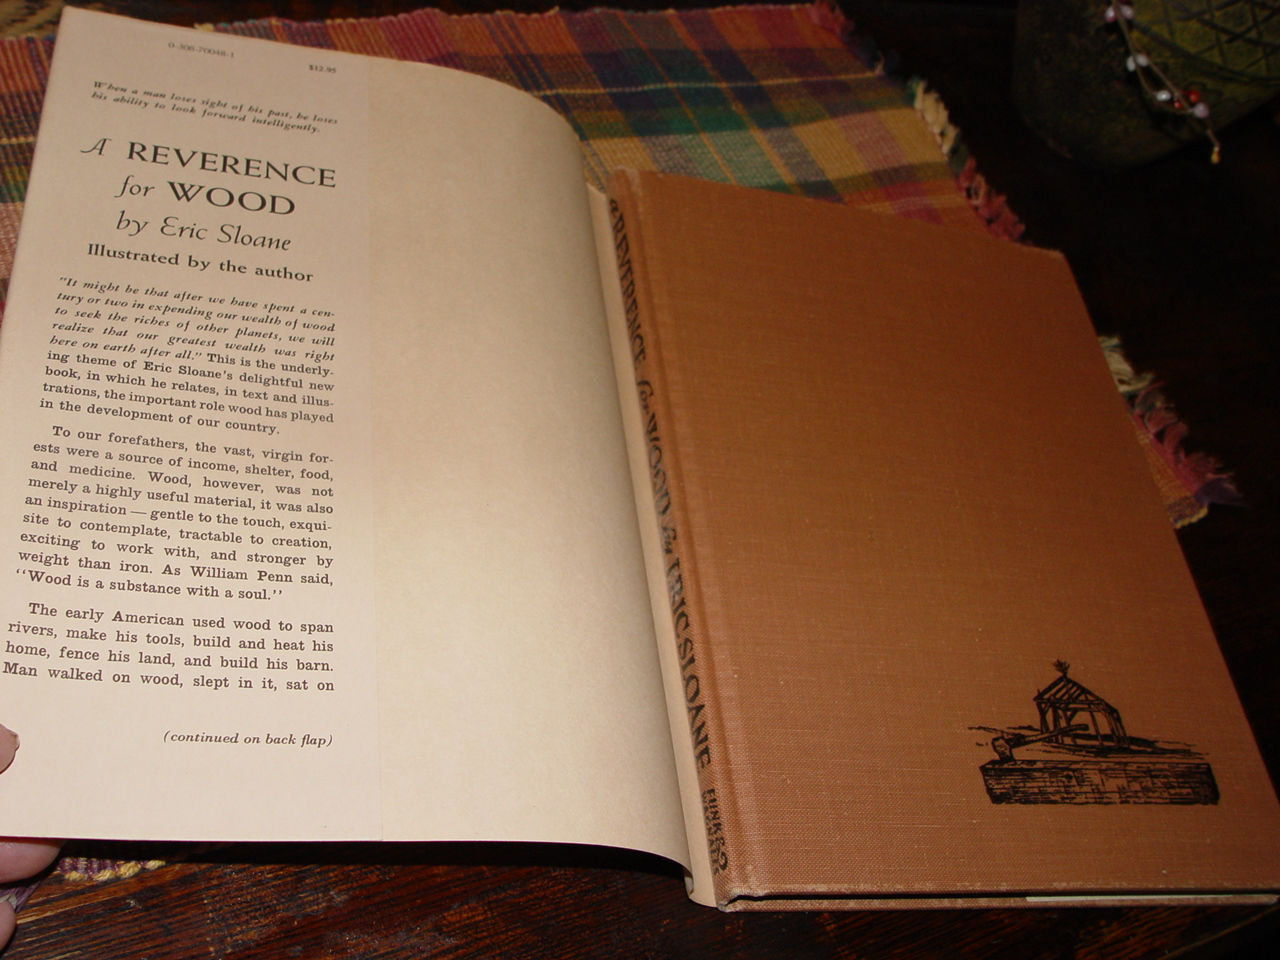 0-308-70048-1
$12.95
When a man loses sight of his past, he loses
his ability to look forward intelligently.
A REVERENCE
for WOOD
by Eric Sloane
Illustrated by the author
"It might be that after we have spent a cen-
tury or two in expending our wealth of wood
to seek the riches of other planets, we will
realize that our greatest wealth was right
here on earth after all." This is the underly-
ing theme of Eric Sloane's delightful new
book, in which he relates, in text and illus-
trations, the important role wood has played
in the development of our country.
To our forefathers, the vast, virgin for-
ests were a source of income, shelter, food,
and medicine. Wood, however, was not
merely a highly useful material, it was also
an inspiration — gentle to the touch, exqui-
site to contemplate, tractable to creation,
exciting to work with, and stronger by
weight than iron. As William Penn said,
"Wood is a substance with a soul."
The early American used wood to span
rivers, make his tools, build and heat his
home, fence his land, and build his barn.
Man walked on wood, slept in it, sat on
(continued on back flap)
A REVERENCE for WOOD by ERIC SLOANE
FUNK &
WAGNALLS